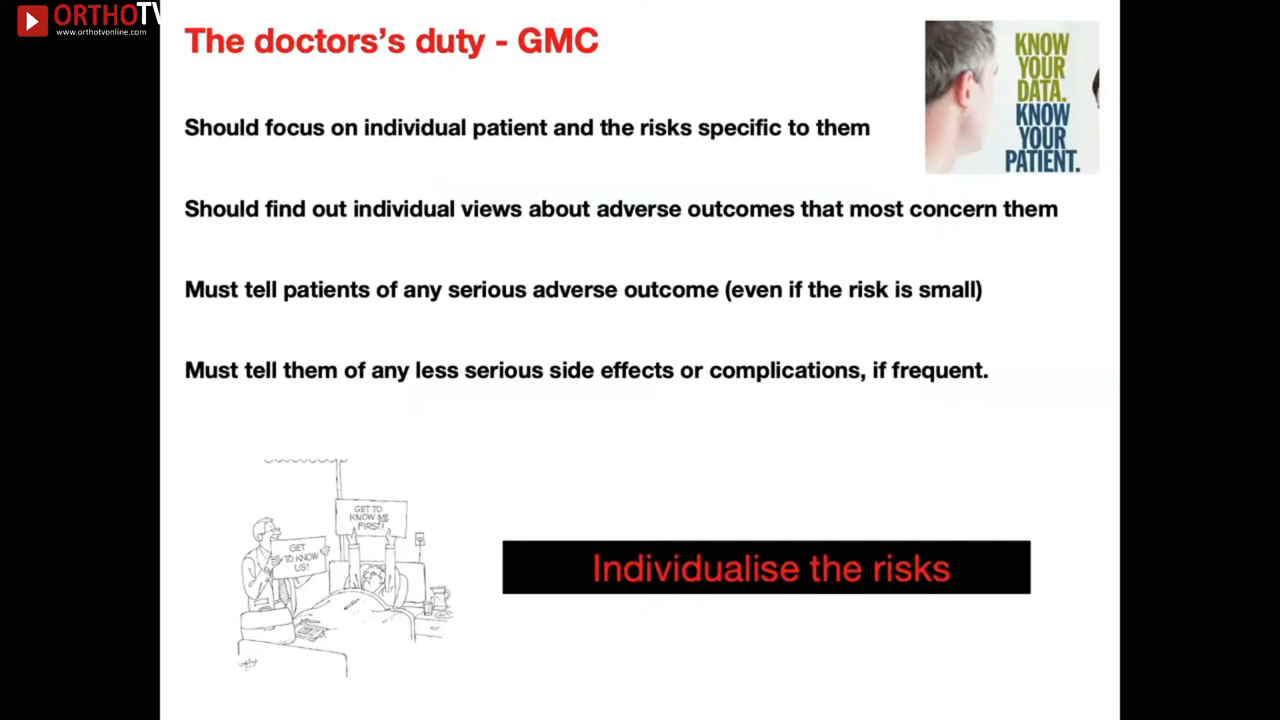 ORTHOTV
www.orthotvonline.com
The doctors’s duty - GMC
KNOW
YOUR
DATA.
KNOW
YOUR
PATIENT.
Should focus on individual patient and the risks specific to them
Should find out individual views about adverse outcomes that most concern them
Must tell patients of any serious adverse outcome (even if the risk is small)
Must tell them of any less serious side effects or complications, if frequent.
GET TO
KNOW ME
FIRST!
GET
TO KNOW
US!
Individualise the risks